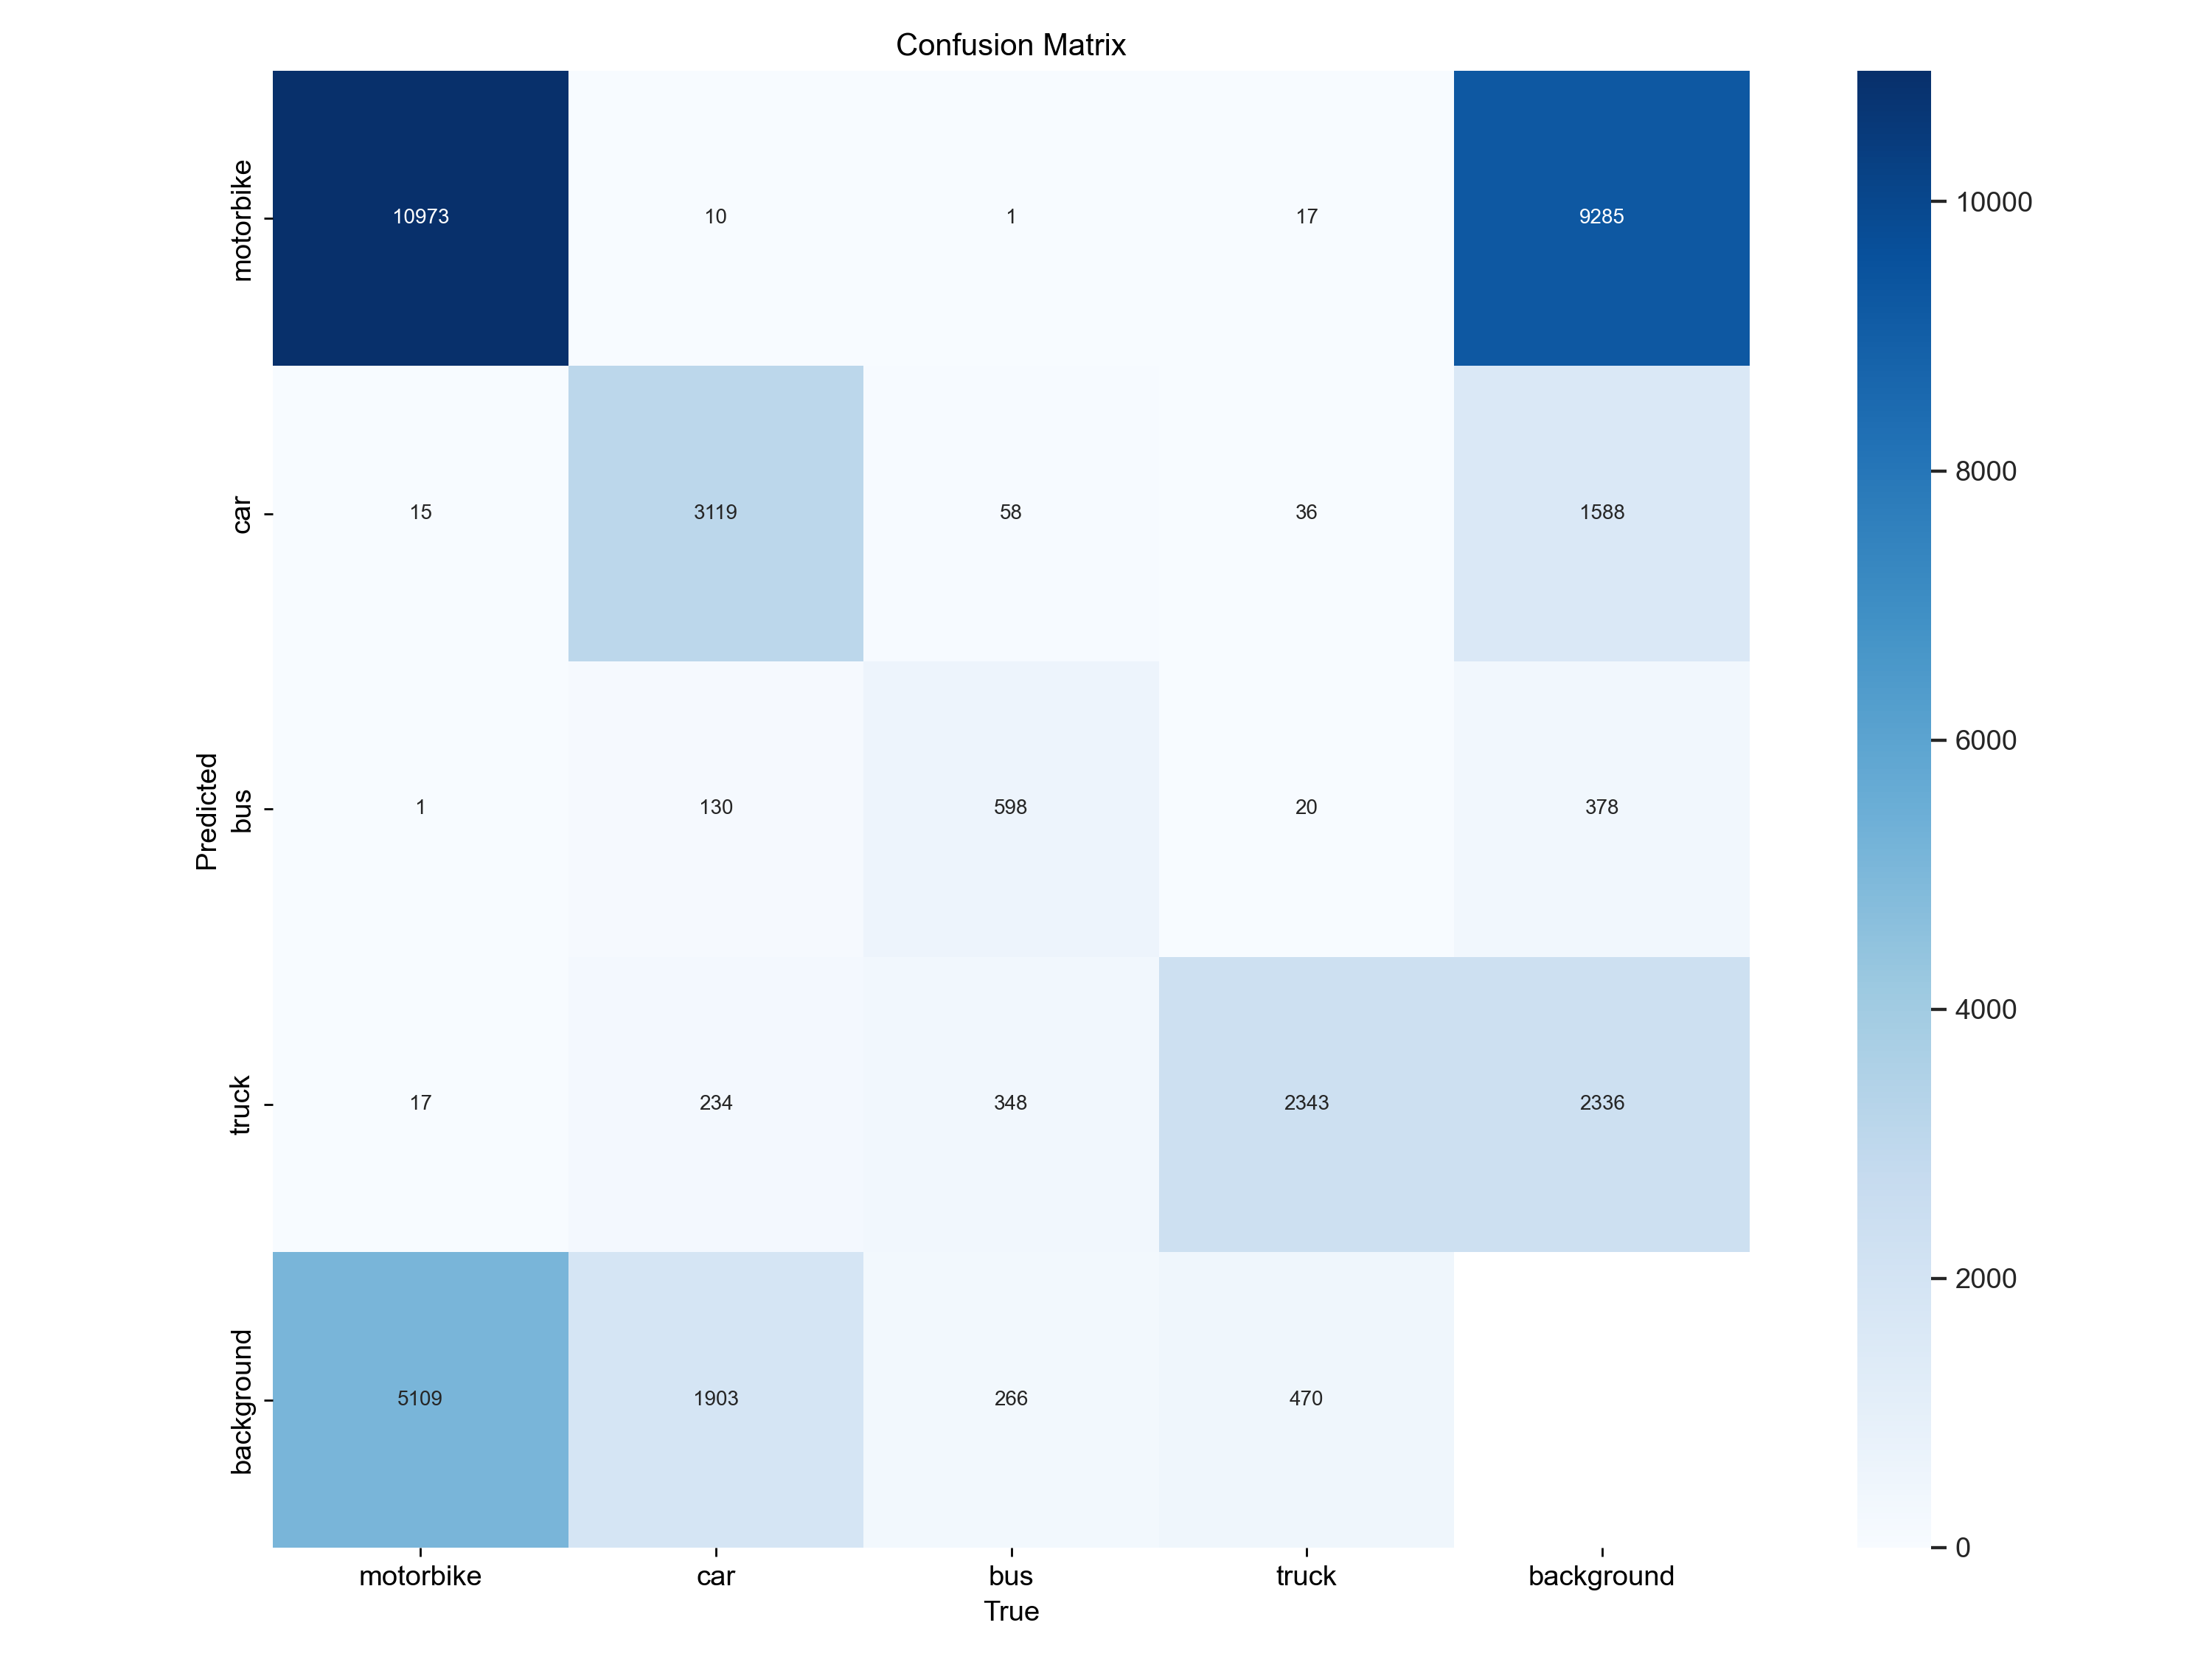 Confusion Matrix
motorbike
10973 10 1 17 9285
car
15 3119 58 36 1588
bus
1 130 598 20 378
truck
17 234 348 2343 2336
background
5109 1903 266 470
Predicted
motorbike car bus truck background
True
10000
8000
6000
4000
2000
0